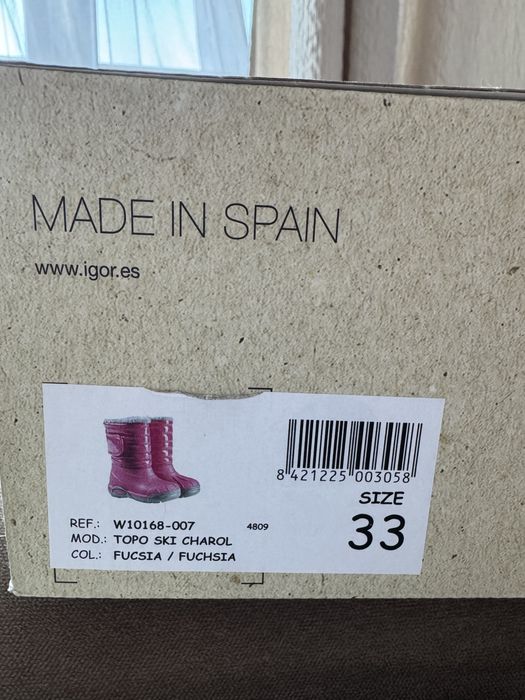 MADE IN SPAIN
www.igor.es
8 421225 003058
SIZE
33
REF.: W10168-007 4809
MOD.: TOPO SKI CHAROL
COL.: FUCSIA / FUCHSIA